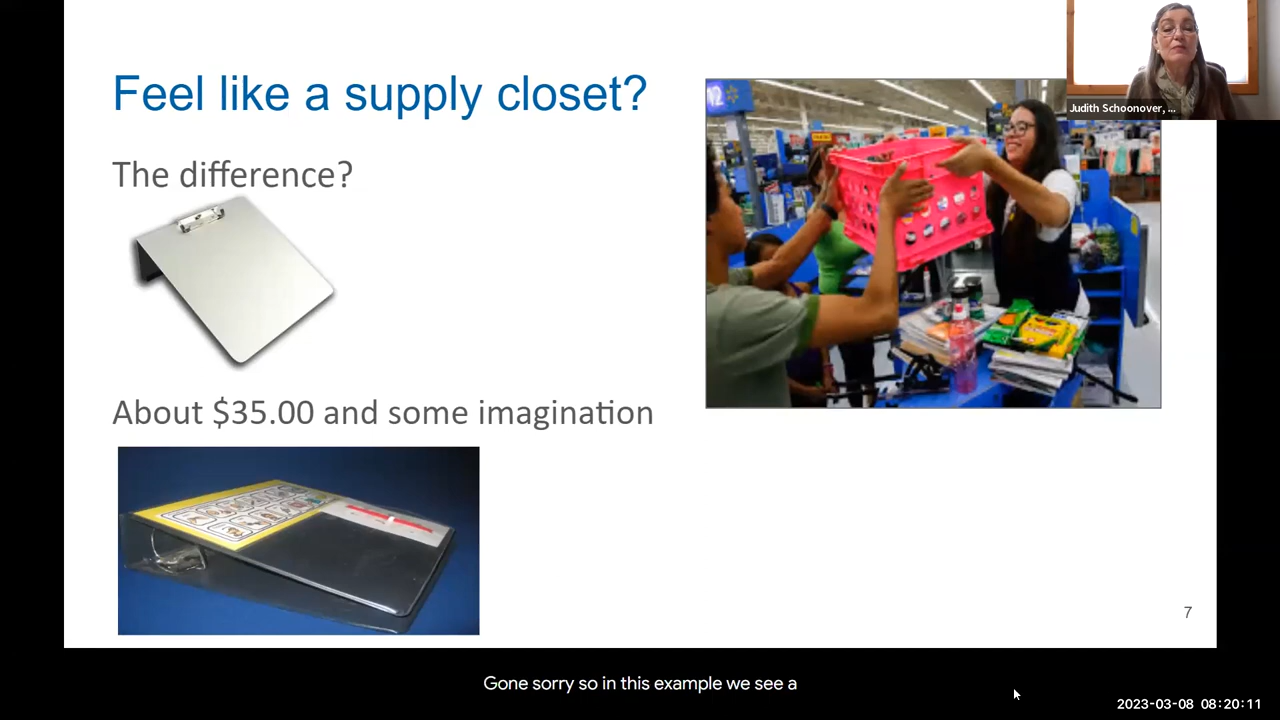 Feel like a supply closet?
Judith Schoonover, ...
The difference?
12
About $35.00 and some imagination
7
Gone sorry so in this example we see a
2023-03-08 08:20:11